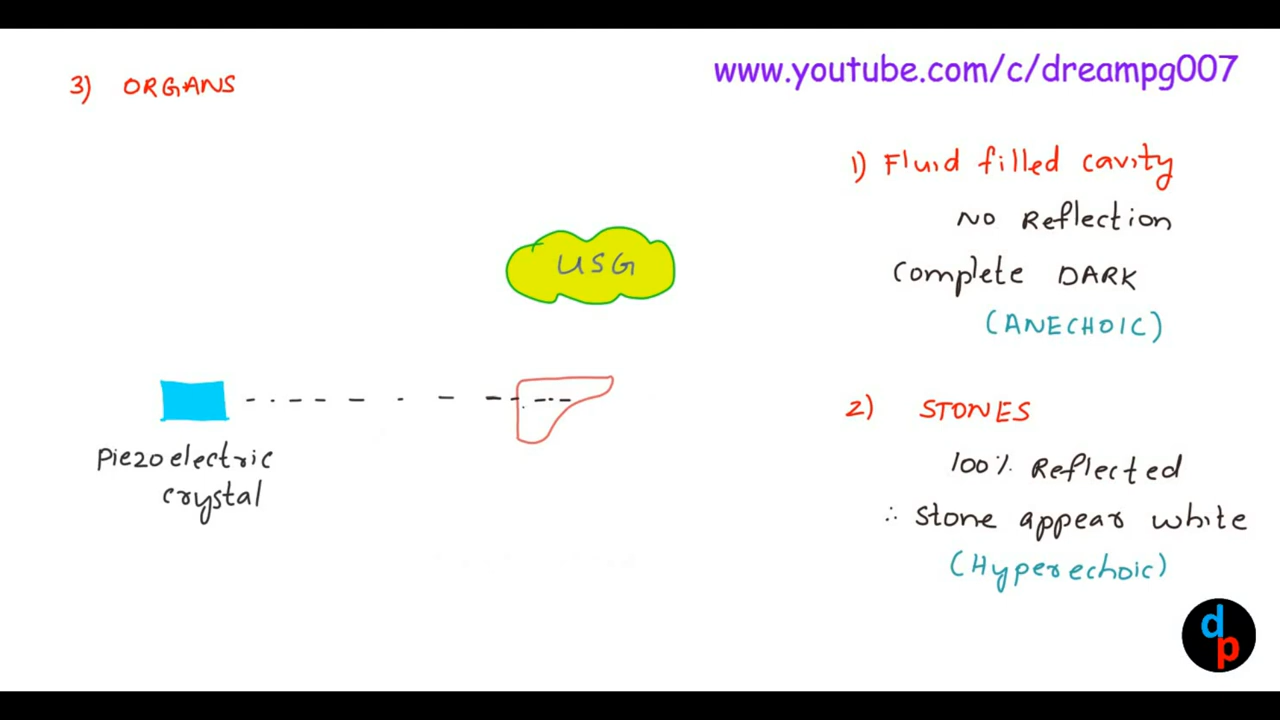 3) ORGANS
www.youtube.com/c/dreampg007
1) Fluid filled cavity
NO Reflection
Complete DARK
(ANECHOIC)
USG
Piezoelectric
crystal
2) STONES
100% Reflected
∴ Stone appear white
(Hyperechoic)
dp